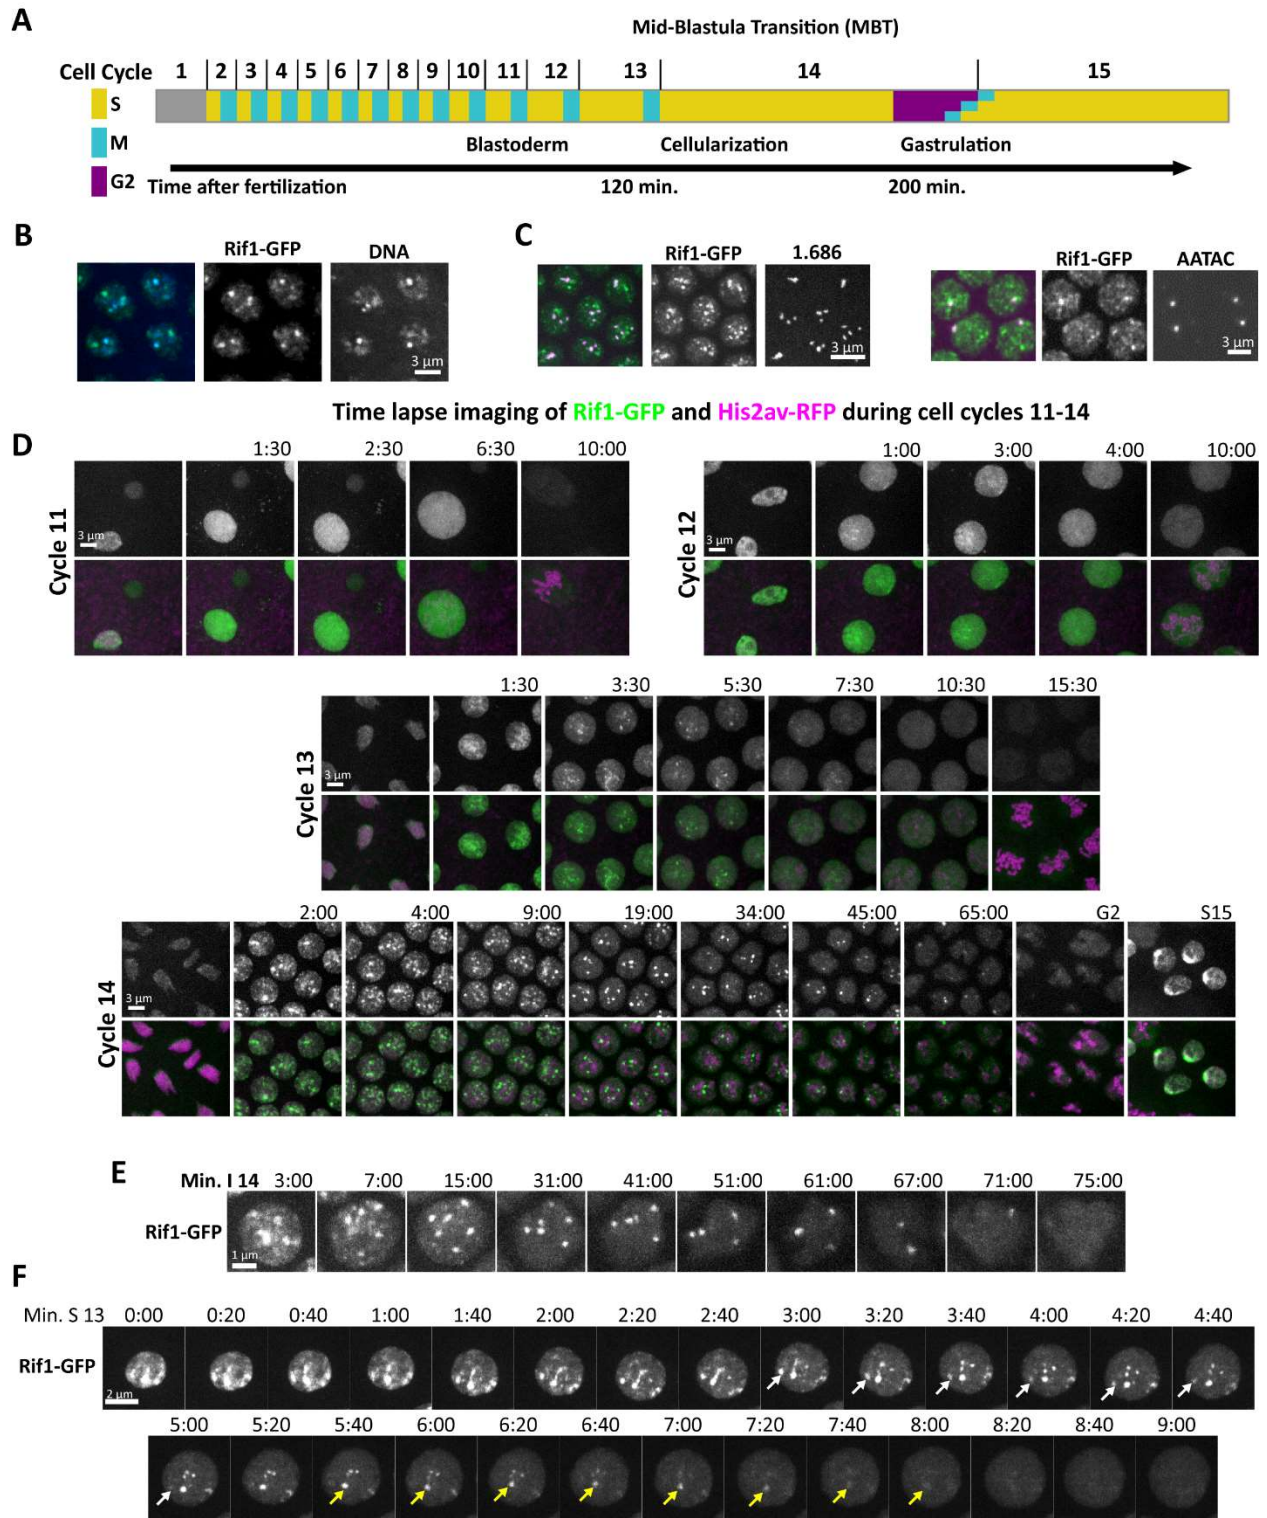 A
Mid-Blastula Transition (MBT)
Cell Cycle 1 2 3 4 5 6 7 8 9 10 11 12 13 14 15
S
M
G2
Blastoderm Cellularization Gastrulation
Time after fertilization 120 min. 200 min.
B
Rif1-GFP DNA
3 µm
C
Rif1-GFP 1.686
3 µm
Rif1-GFP AATAC
3 µm
Time lapse imaging of Rif1-GFP and His2av-RFP during cell cycles 11-14
D
Cycle 11
1:30 2:30 6:30 10:00
3 µm
Cycle 12
1:00 3:00 4:00 10:00
3 µm
Cycle 13
1:30 3:30 5:30 7:30 10:30 15:30
3 µm
Cycle 14
2:00 4:00 9:00 19:00 34:00 45:00 65:00 G2 S15
3 µm
E
Min. I 14 3:00 7:00 15:00 31:00 41:00 51:00 61:00 67:00 71:00 75:00
Rif1-GFP
1 µm
F
Min. S 13 0:00 0:20 0:40 1:00 1:40 2:00 2:20 2:40 3:00 3:20 3:40 4:00 4:20 4:40
Rif1-GFP
2 µm
5:00 5:20 5:40 6:00 6:20 6:40 7:00 7:20 7:40 8:00 8:20 8:40 9:00